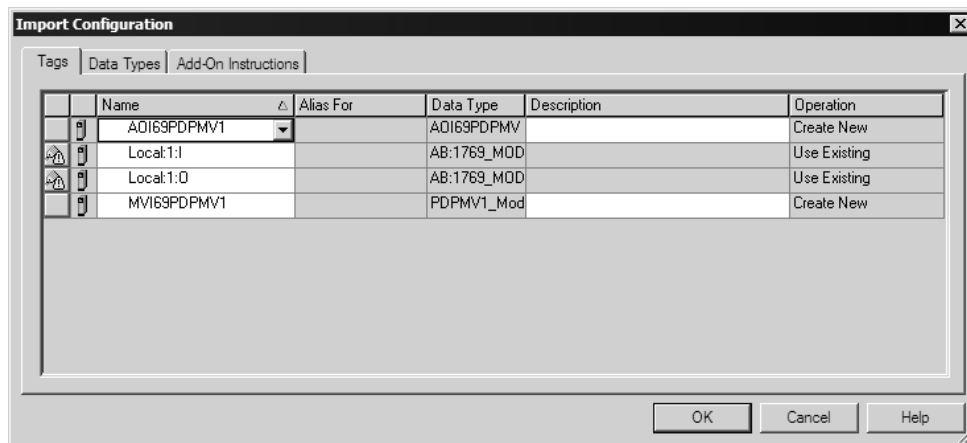 Import Configuration
Tags Data Types Add-On Instructions
Name Alias For Data Type Description Operation
AOI69PDPMV1 AOI69PDPMV Create New
Local:1:I AB:1769_MOD Use Existing
Local:1:O AB:1769_MOD Use Existing
MVI69PDPMV1 PDPMV1_Mod Create New
OK Cancel Help